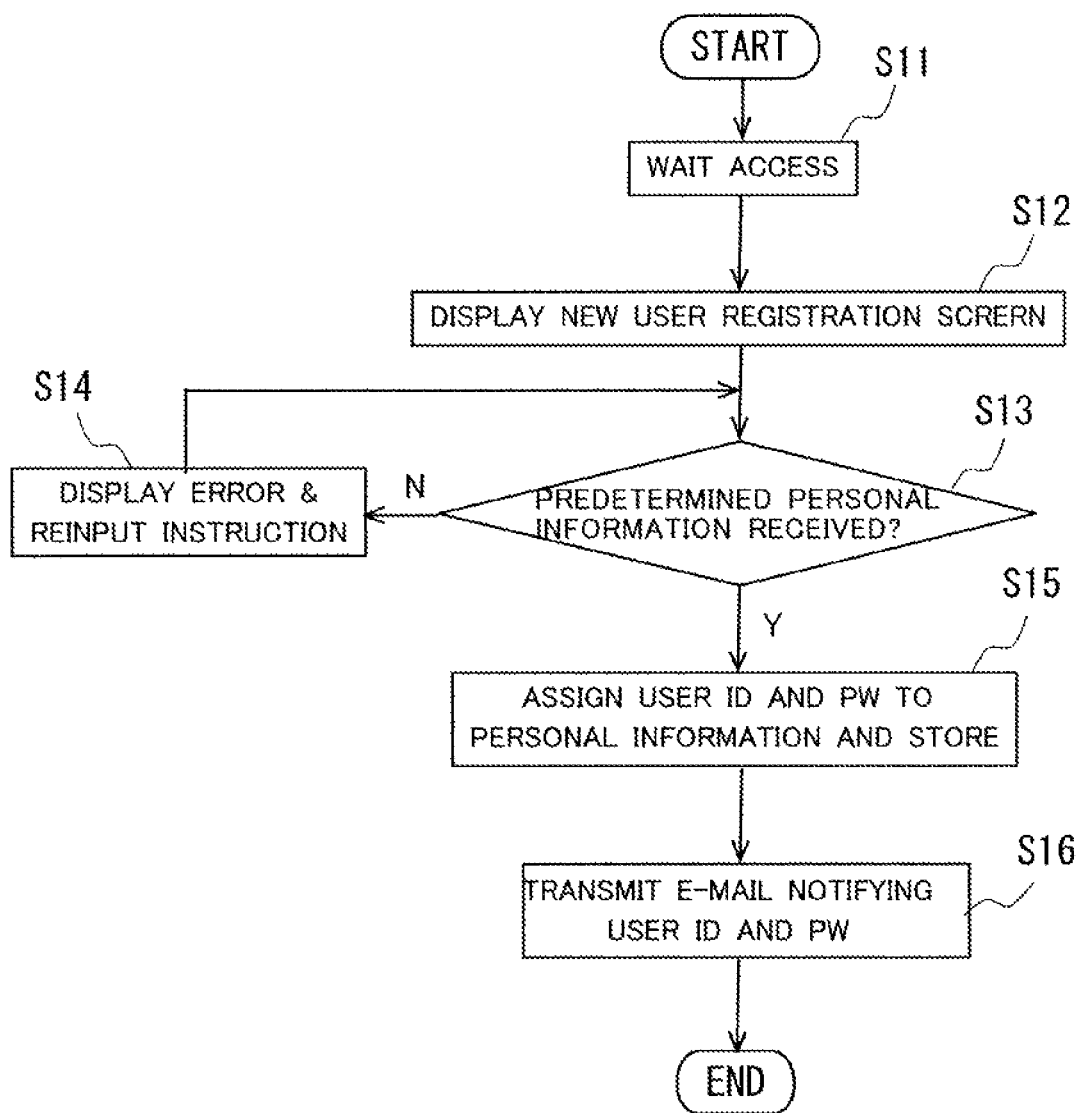 START
S11
WAIT ACCESS
S12
DISPLAY NEW USER REGISTRATION SCRERN
S14
S13
DISPLAY ERROR &
REINPUT INSTRUCTION
N
PREDETERMINED PERSONAL
INFORMATION RECEIVED?
Y
S15
ASSIGN USER ID AND PW TO
PERSONAL INFORMATION AND STORE
S16
TRANSMIT E-MAIL NOTIFYING
USER ID AND PW
END